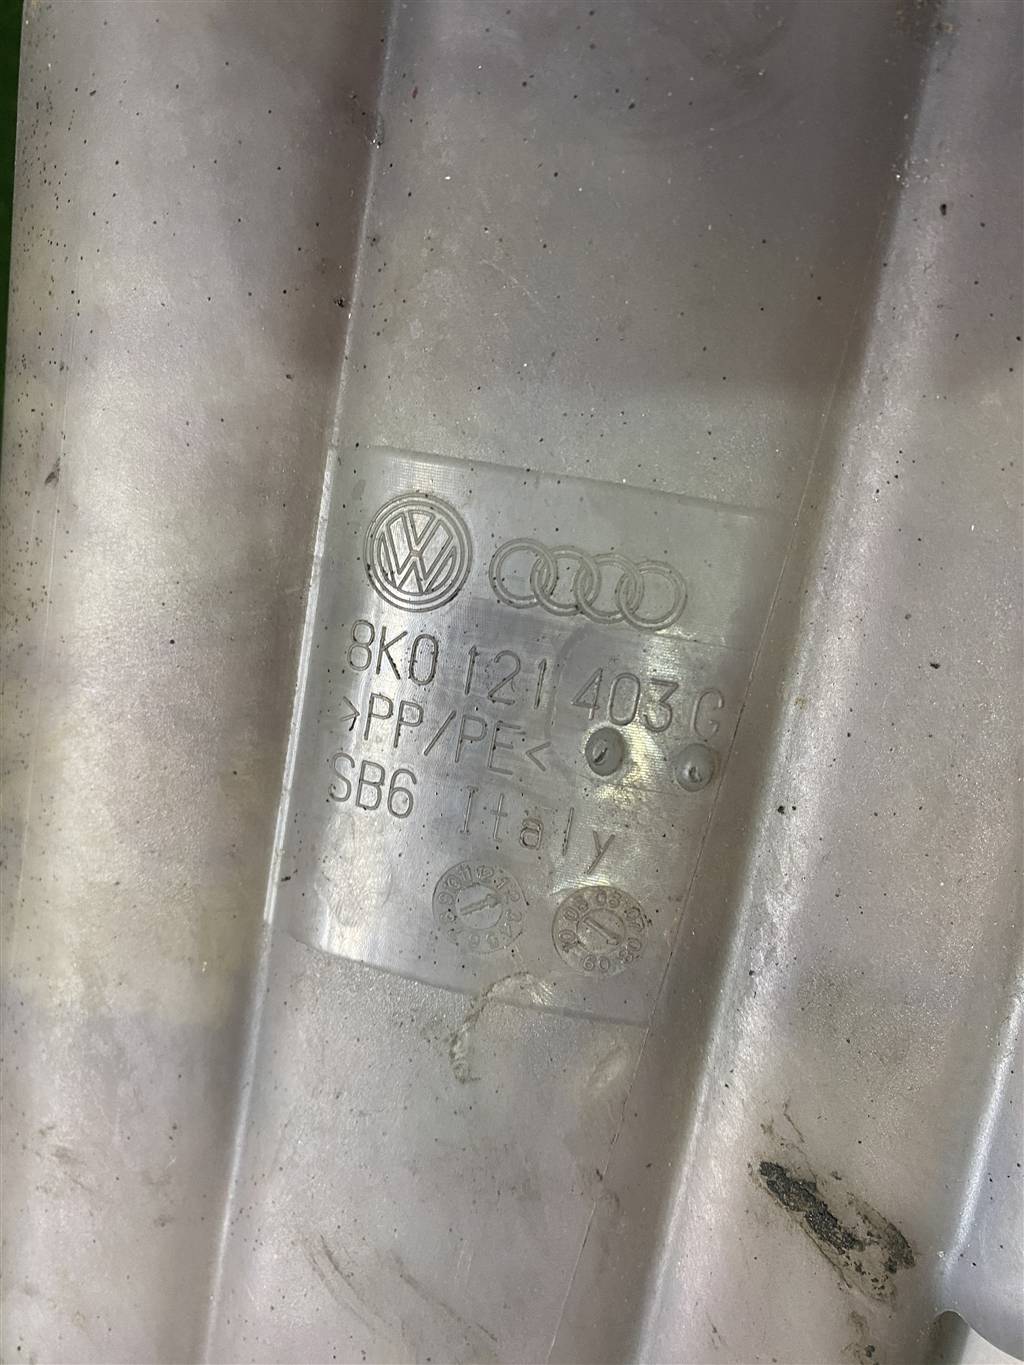 8K0 121 403 G
>PP/PE<
SB6 Italy